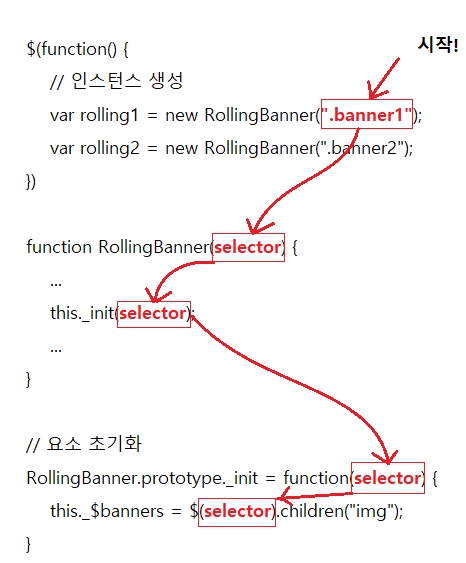 시작!
$(function() {
// 인스턴스 생성
var rolling1 = new RollingBanner(".banner1");
var rolling2 = new RollingBanner(".banner2");
})
function RollingBanner(selector) {
...
this._init(selector);
...
}
// 요소 초기화
RollingBanner.prototype._init = function(selector) {
this._$banners = $(selector).children("img");
}